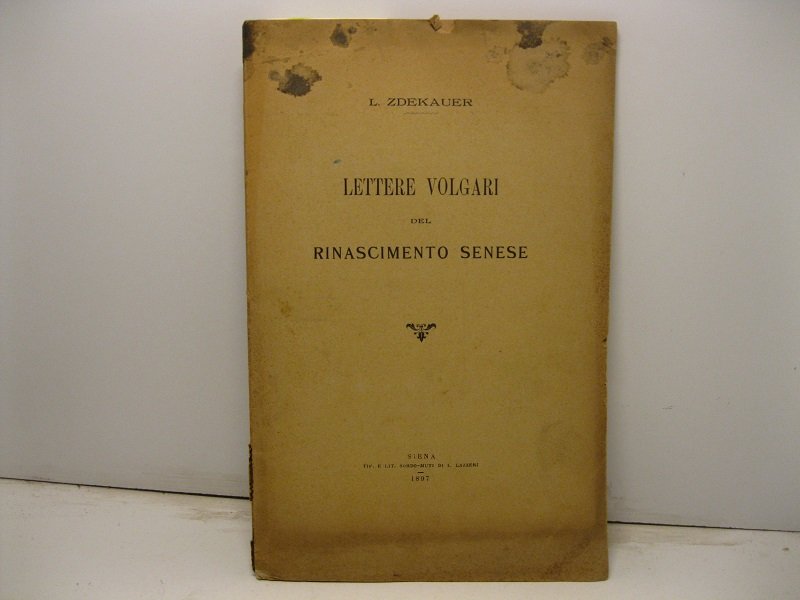 L. ZDEKAUER
LETTERE VOLGARI
DEL
RINASCIMENTO SENESE
SIENA
TIP. E LIT. SORDO-MUTI DI L. LAZZERI
1897